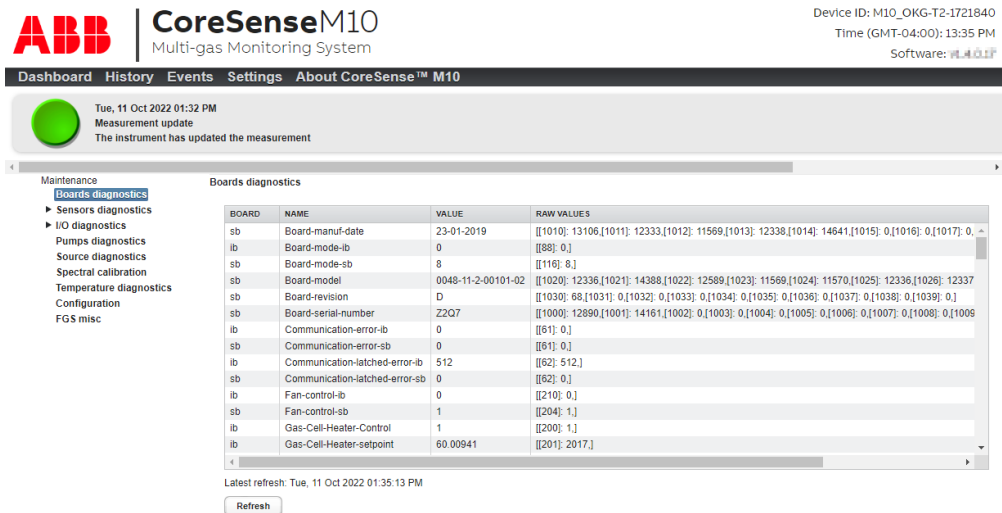 ABB
CoreSenseM10
Multi-gas Monitoring System
Device ID: M10_OKG-T2-1721840
Time (GMT-04:00): 13:35 PM
Software:
Dashboard History Events Settings About CoreSense™ M10
Tue, 11 Oct 2022 01:32 PM
Measurement update
The instrument has updated the measurement
Maintenance
Boards diagnostics
Sensors diagnostics
I/O diagnostics
Pumps diagnostics
Source diagnostics
Spectral calibration
Temperature diagnostics
Configuration
FGS misc
Boards diagnostics
BOARD NAME VALUE RAW VALUES
sb Board-manuf-date 23-01-2019 [[1010]: 13106,[1011]: 12333,[1012]: 11569,[1013]: 12338,[1014]: 14641,[1015]: 0,[1016]: 0,[1017]: 0,
ib Board-mode-ib 0 [[88]: 0,]
sb Board-mode-sb 8 [[116]: 8,]
sb Board-model 0048-11-2-00101-02 [[1020]: 12336,[1021]: 14388,[1022]: 12589,[1023]: 11569,[1024]: 11570,[1025]: 12336,[1026]: 12337
sb Board-revision D [[1030]: 68,[1031]: 0,[1032]: 0,[1033]: 0,[1034]: 0,[1035]: 0,[1036]: 0,[1037]: 0,[1038]: 0,[1039]: 0,]
sb Board-serial-number Z2Q7 [[1000]: 12890,[1001]: 14161,[1002]: 0,[1003]: 0,[1004]: 0,[1005]: 0,[1006]: 0,[1007]: 0,[1008]: 0,[1009
ib Communication-error-ib 0 [[61]: 0,]
sb Communication-error-sb 0 [[61]: 0,]
ib Communication-latched-error-ib 512 [[62]: 512,]
sb Communication-latched-error-sb 0 [[62]: 0,]
ib Fan-control-ib 0 [[210]: 0,]
sb Fan-control-sb 1 [[204]: 1,]
ib Gas-Cell-Heater-Control 1 [[200]: 1,]
ib Gas-Cell-Heater-setpoint 60.00941 [[201]: 2017,]
Latest refresh: Tue, 11 Oct 2022 01:35:13 PM
Refresh